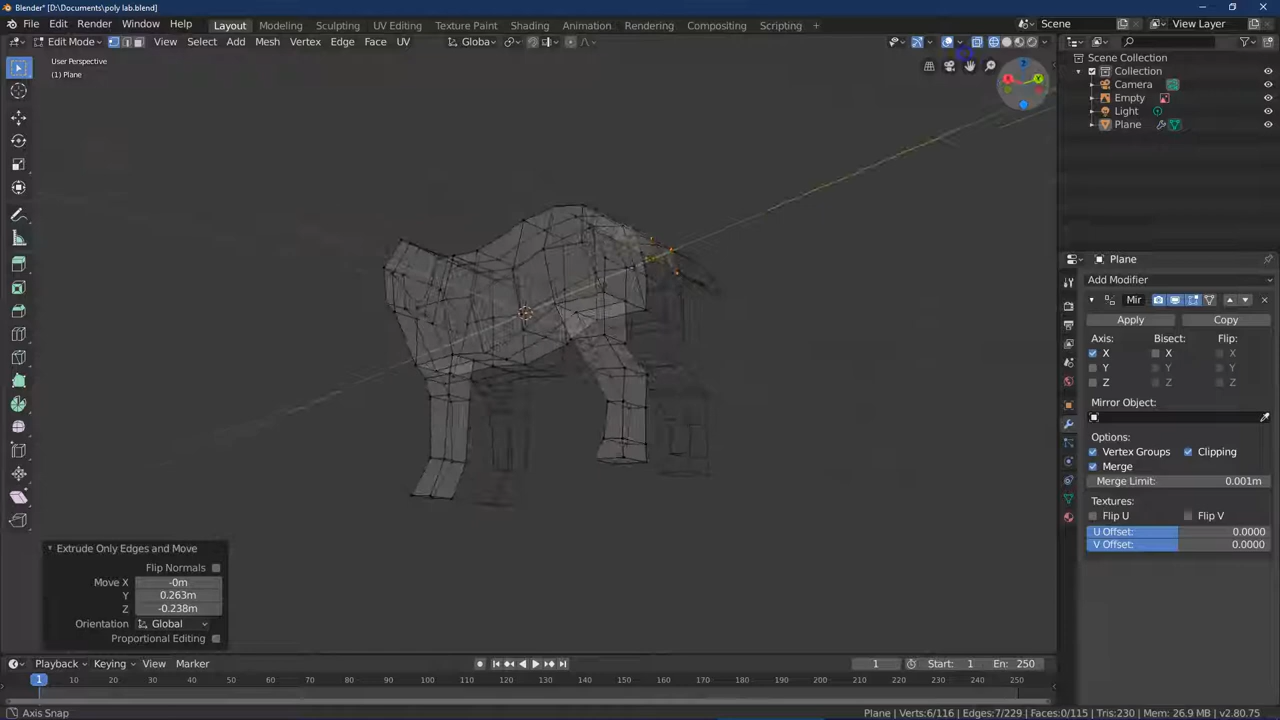 Blender* [D:\Documents\poly lab.blend]
File Edit Render Window Help Layout Modeling Sculpting UV Editing Texture Paint Shading Animation Rendering Compositing Scripting Scene View Layer
Edit Mode View Select Add Mesh Vertex Edge Face UV Global
User Perspective
(1) Plane
Scene Collection
Collection
Camera
Empty
Light
Plane
Plane
Add Modifier
Mir
Apply Copy
Axis: Bisect: Flip:
X X X
Y Y Y
Z Z Z
Mirror Object:
Options:
Vertex Groups Clipping
Merge
Merge Limit: 0.001m
Textures:
Flip U Flip V
U Offset: 0.0000
V Offset: 0.0000
Extrude Only Edges and Move
Flip Normals
Move X -0m
Y 0.263m
Z -0.238m
Orientation Global
Proportional Editing
Playback Keying View Marker 1 Start: 1 En: 250
1 10 20 30 40 50 60 70 80 90 100 110 120 130 140 150 160 170 180 190 200 210 220 230 240 250
Axis Snap Plane | Verts:6/116 | Edges:7/229 | Faces:0/115 | Tris:230 | Mem: 26.9 MB | v2.80.75